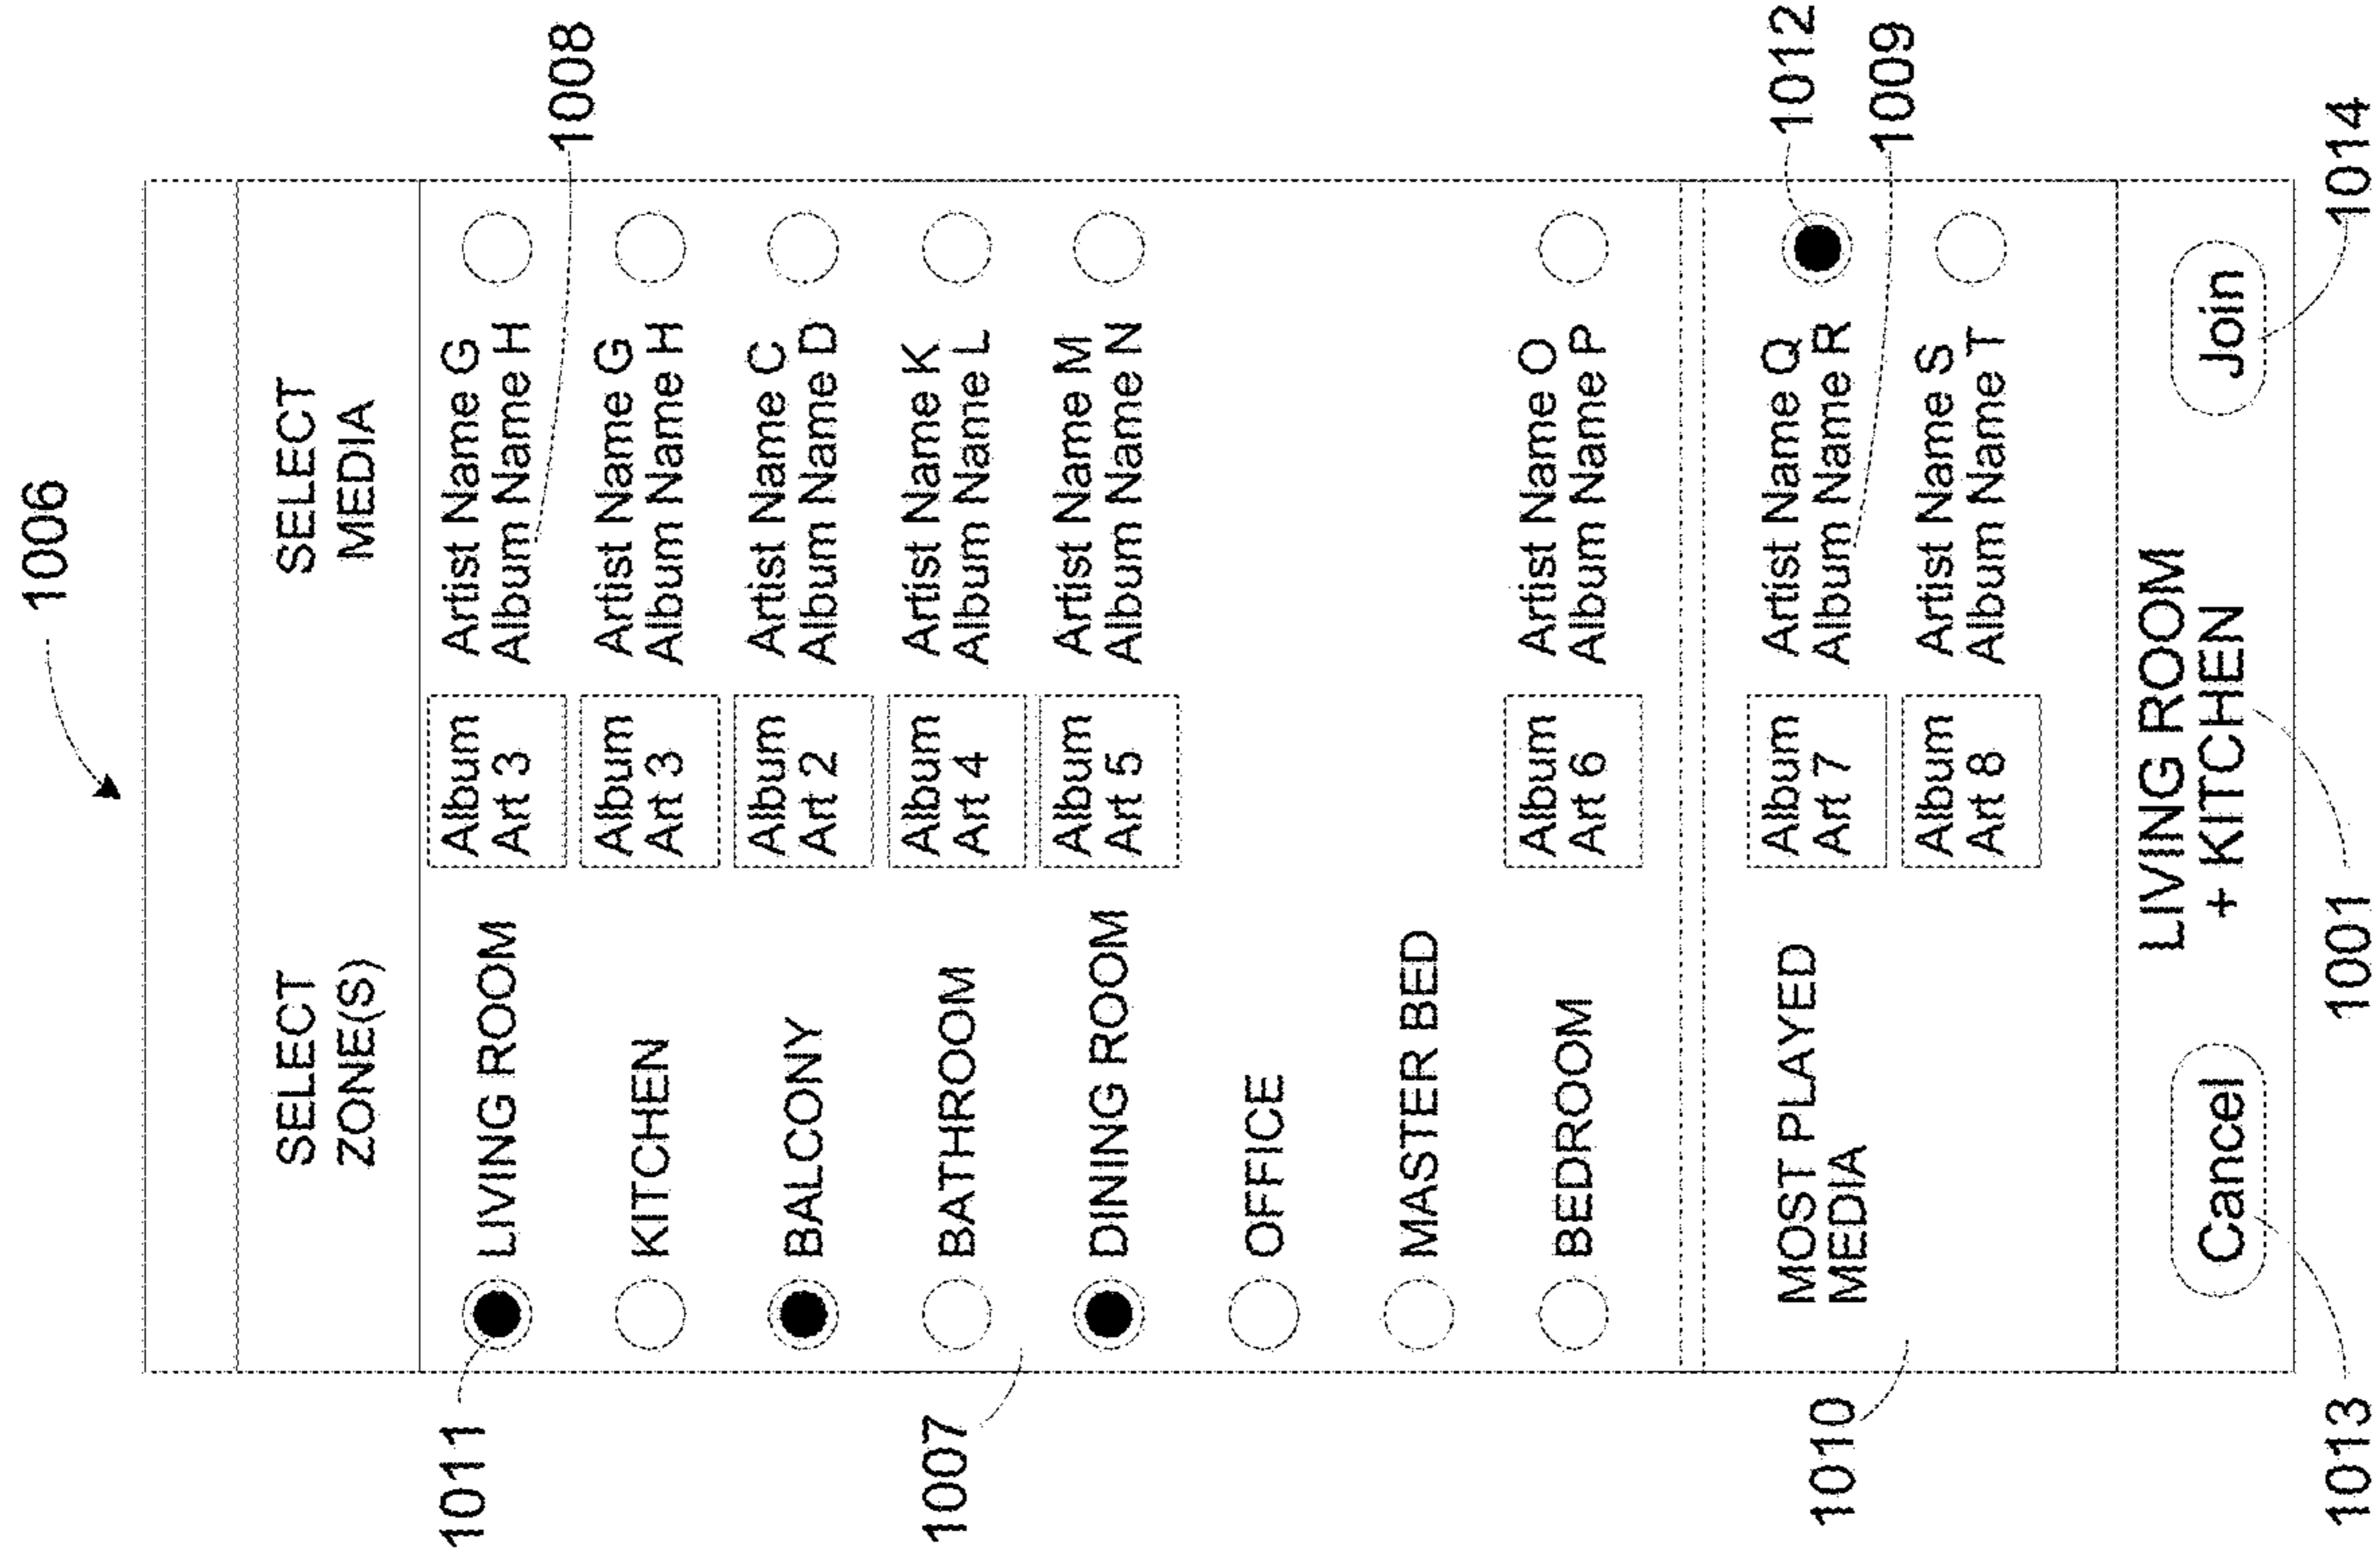 1006
SELECT
ZONE(S)
SELECT
MEDIA
1011
LIVING ROOM
Album
Art 3
Artist Name G
Album Name H
1008
KITCHEN
Album
Art 3
Artist Name G
Album Name H
BALCONY
Album
Art 2
Artist Name C
Album Name D
1007
BATHROOM
Album
Art 4
Artist Name K
Album Name L
DINING ROOM
Album
Art 5
Artist Name M
Album Name N
OFFICE
MASTER BED
BEDROOM
Album
Art 6
Artist Name O
Album Name P
1010
MOST PLAYED
MEDIA
Album
Art 7
Artist Name Q
Album Name R
1012
1009
Album
Art 8
Artist Name S
Album Name T
Cancel
LIVING ROOM
+ KITCHEN
Join
1013
1001
1014